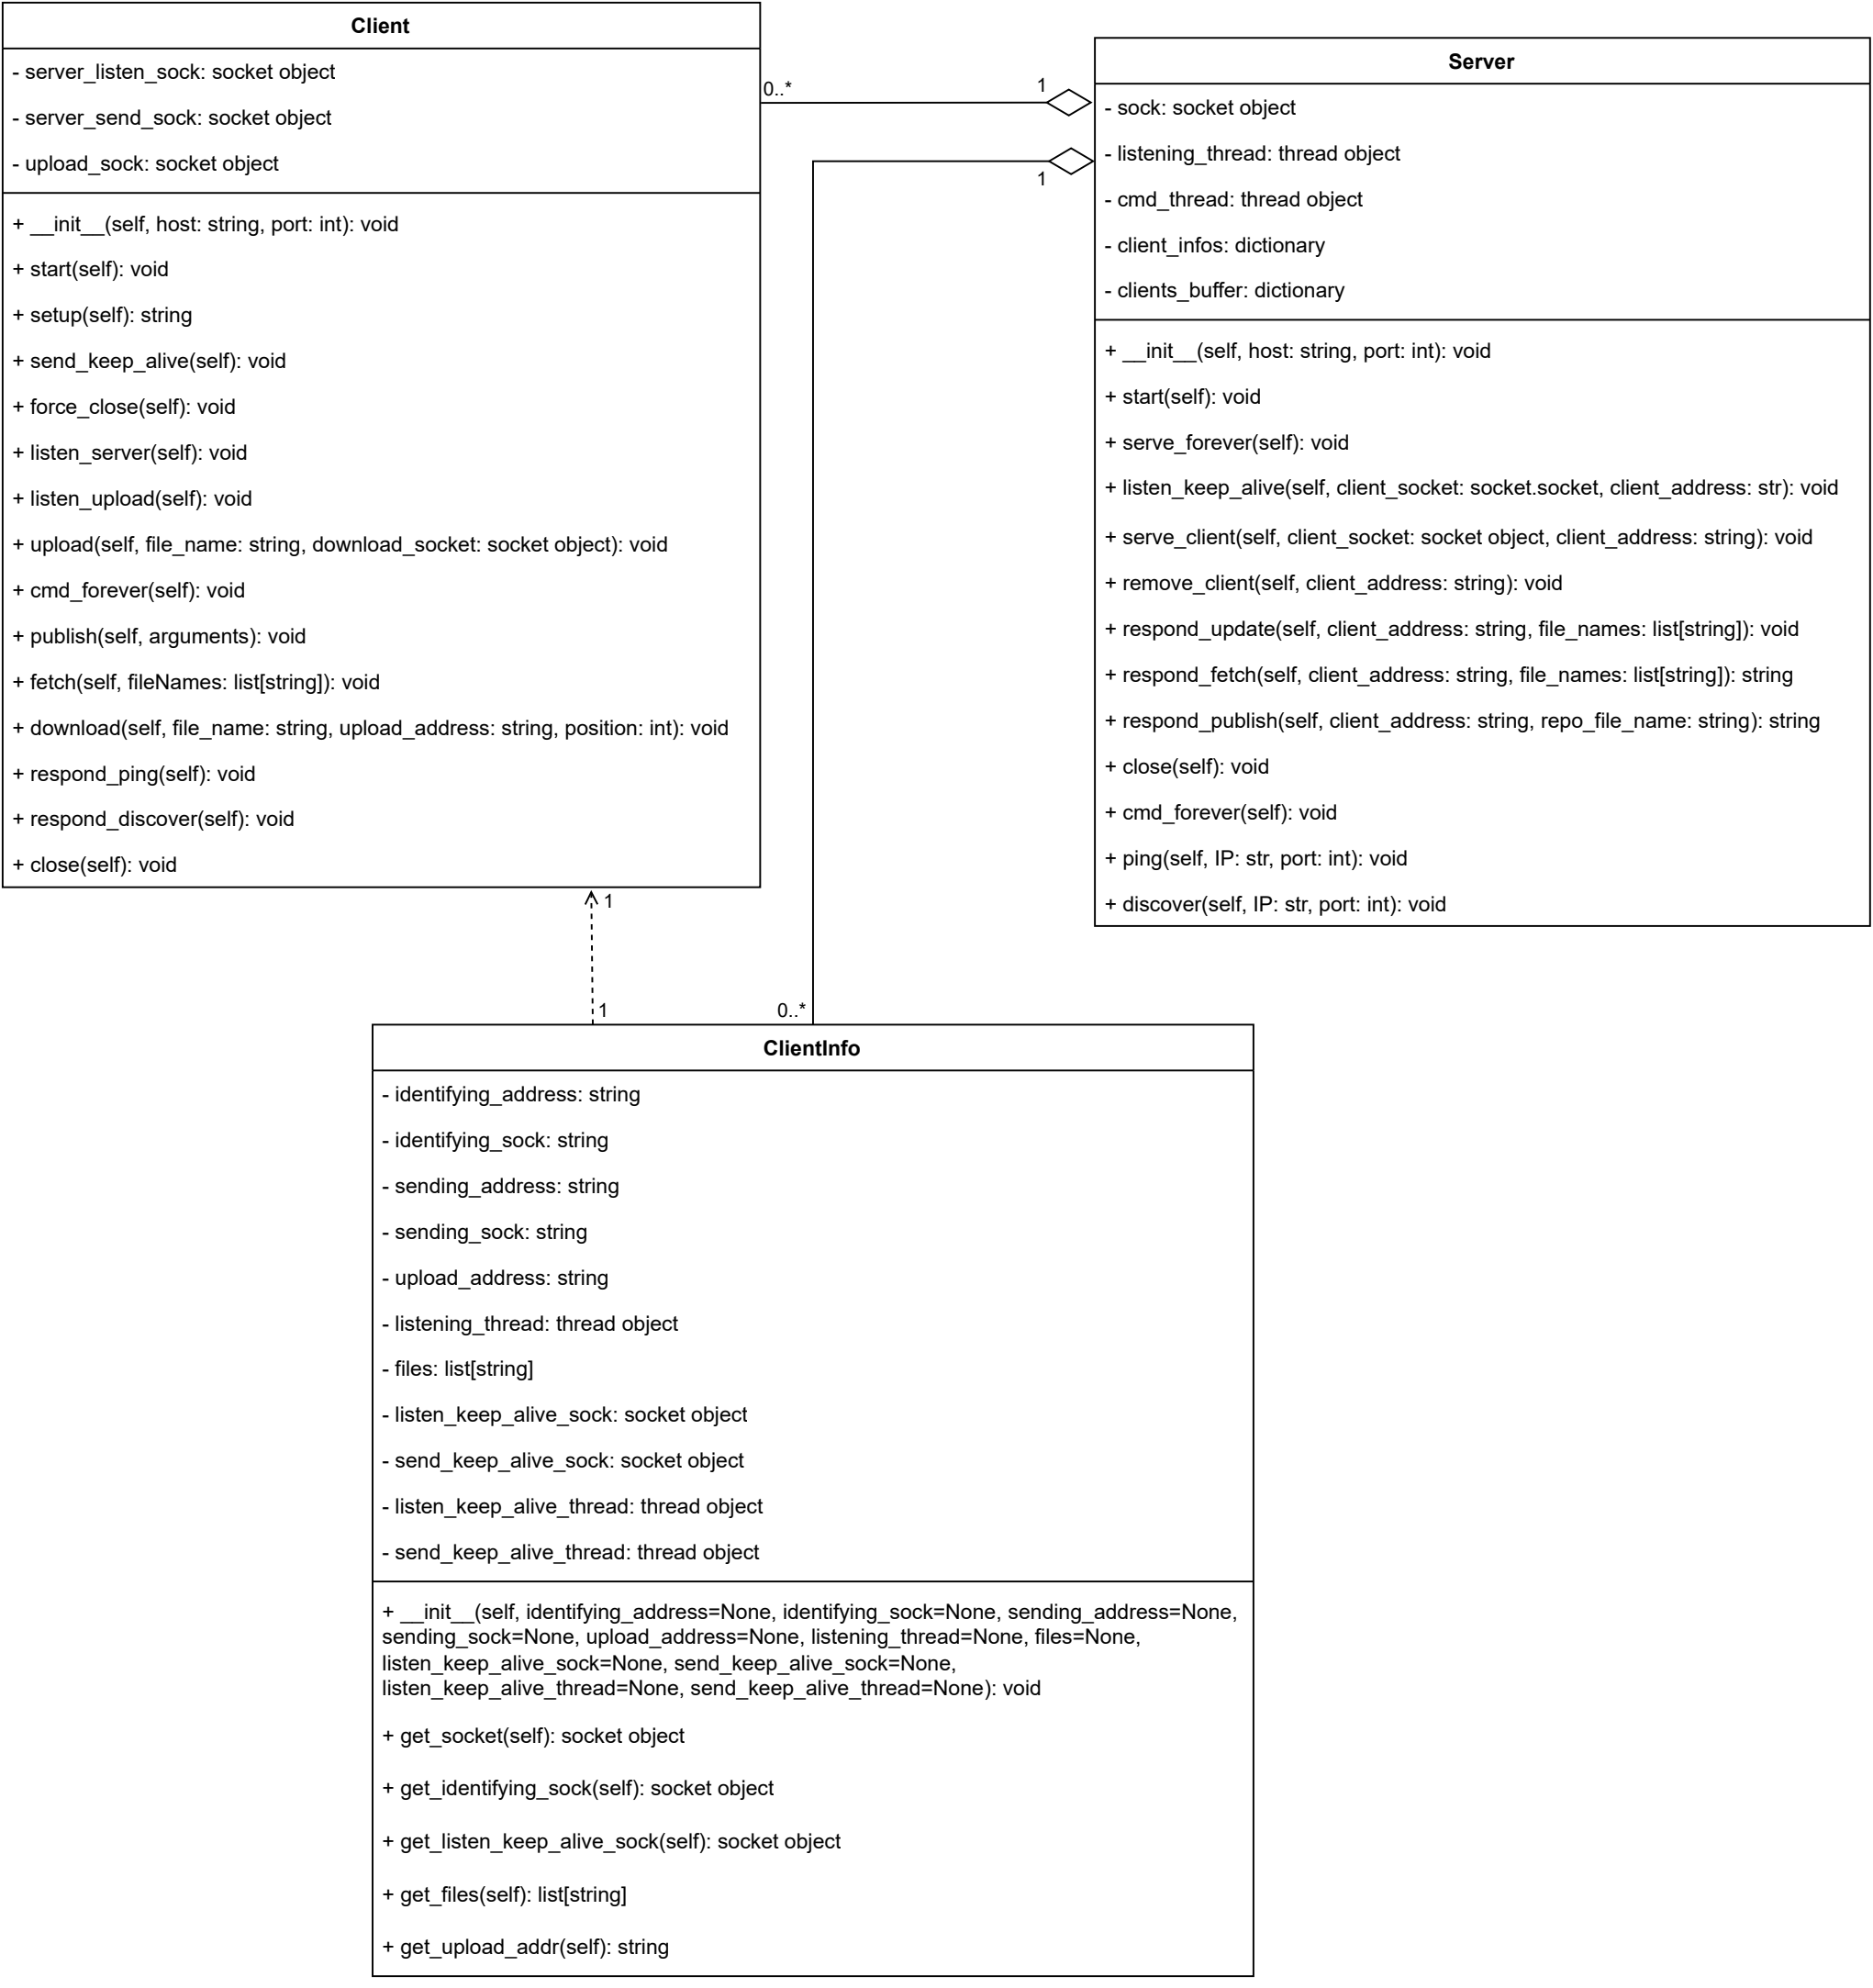 Client
- server_listen_sock: socket object
- server_send_sock: socket object
- upload_sock: socket object
+ __init__(self, host: string, port: int): void
+ start(self): void
+ setup(self): string
+ send_keep_alive(self): void
+ force_close(self): void
+ listen_server(self): void
+ listen_upload(self): void
+ upload(self, file_name: string, download_socket: socket object): void
+ cmd_forever(self): void
+ publish(self, arguments): void
+ fetch(self, fileNames: list[string]): void
+ download(self, file_name: string, upload_address: string, position: int): void
+ respond_ping(self): void
+ respond_discover(self): void
+ close(self): void
0..*
1
1
Server
- sock: socket object
- listening_thread: thread object
- cmd_thread: thread object
- client_infos: dictionary
- clients_buffer: dictionary
+ __init__(self, host: string, port: int): void
+ start(self): void
+ serve_forever(self): void
+ listen_keep_alive(self, client_socket: socket.socket, client_address: str): void
+ serve_client(self, client_socket: socket object, client_address: string): void
+ remove_client(self, client_address: string): void
+ respond_update(self, client_address: string, file_names: list[string]): void
+ respond_fetch(self, client_address: string, file_names: list[string]): string
+ respond_publish(self, client_address: string, repo_file_name: string): string
+ close(self): void
+ cmd_forever(self): void
+ ping(self, IP: str, port: int): void
+ discover(self, IP: str, port: int): void
1
1
0..*
ClientInfo
- identifying_address: string
- identifying_sock: string
- sending_address: string
- sending_sock: string
- upload_address: string
- listening_thread: thread object
- files: list[string]
- listen_keep_alive_sock: socket object
- send_keep_alive_sock: socket object
- listen_keep_alive_thread: thread object
- send_keep_alive_thread: thread object
+ __init__(self, identifying_address=None, identifying_sock=None, sending_address=None,
sending_sock=None, upload_address=None, listening_thread=None, files=None,
listen_keep_alive_sock=None, send_keep_alive_sock=None,
listen_keep_alive_thread=None, send_keep_alive_thread=None): void
+ get_socket(self): socket object
+ get_identifying_sock(self): socket object
+ get_listen_keep_alive_sock(self): socket object
+ get_files(self): list[string]
+ get_upload_addr(self): string